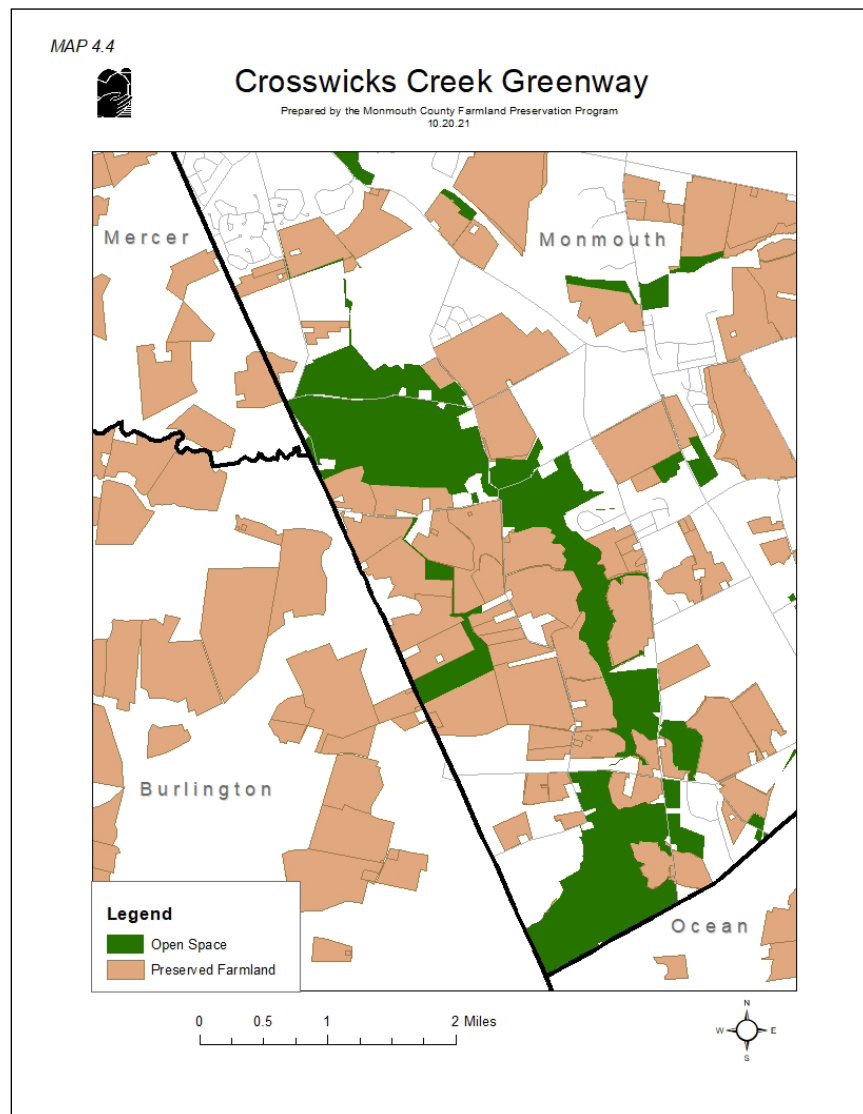 MAP 4.4
Crosswicks Creek Greenway
Prepared by the Monmouth County Farmland Preservation Program
10.20.21
Mercer
Monmouth
Burlington
Ocean
Legend
Open Space
Preserved Farmland
0 0.5 1 2 Miles
N
W E
S